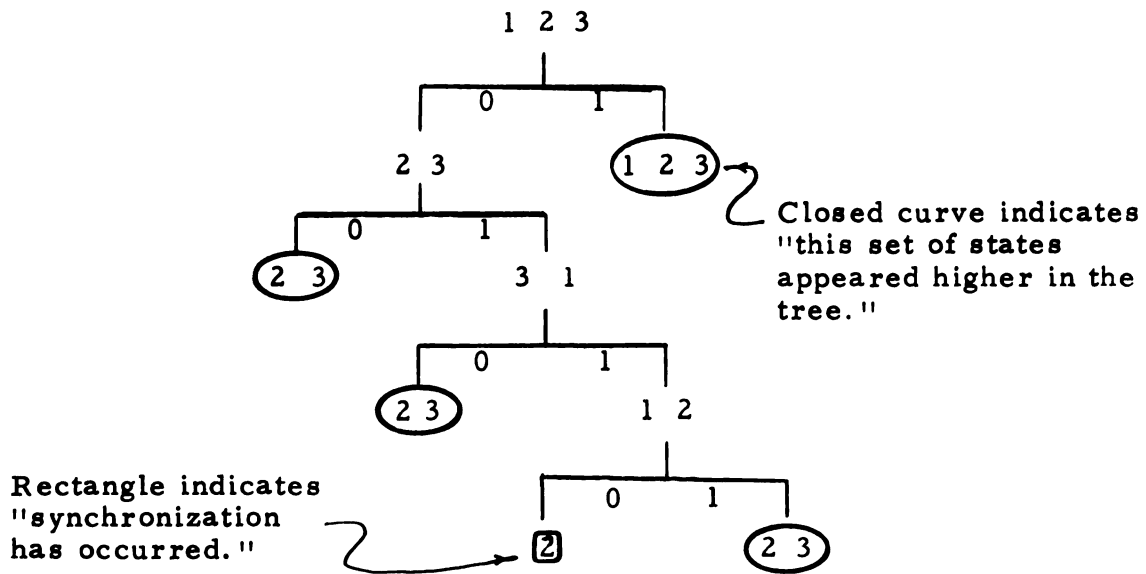 1 2 3
0 1
2 3 1 2 3
0 1
Closed curve indicates
"this set of states
appeared higher in the
tree."
2 3 3 1
0 1
2 3 1 2
0 1
Rectangle indicates
"synchronization
has occurred."
2 2 3